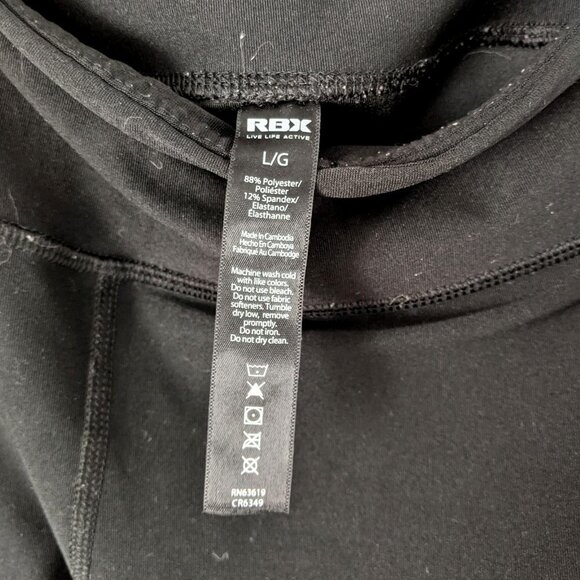 RBX
LIVE LIFE ACTIVE
L/G
88% Polyester/
Poliéster
12% Spandex/
Elastano/
Élasthanne
Made in Cambodia
Hecho En Camboya
Fabriqué Au Cambodge
Machine wash cold
with like colors.
Do not use bleach.
Do not use fabric
softeners. Tumble
dry low, remove
promptly.
Do not iron.
Do not dry clean.
RN63619
CR6349